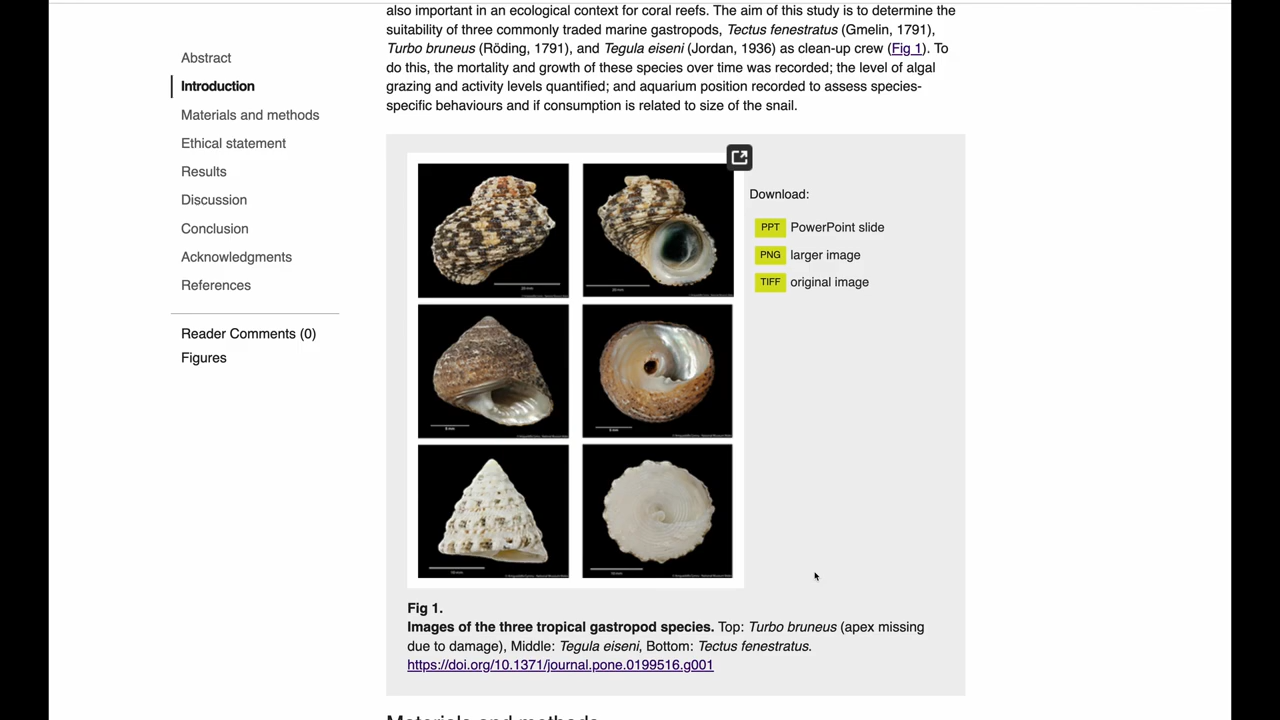 also important in an ecological context for coral reefs. The aim of this study is to determine the
suitability of three commonly traded marine gastropods, Tectus fenestratus (Gmelin, 1791),
Turbo bruneus (Röding, 1791), and Tegula eiseni (Jordan, 1936) as clean-up crew (Fig 1). To
do this, the mortality and growth of these species over time was recorded; the level of algal
grazing and activity levels quantified; and aquarium position recorded to assess species-
specific behaviours and if consumption is related to size of the snail.
Abstract
Introduction
Materials and methods
Ethical statement
Results
Discussion
Conclusion
Acknowledgments
References
Reader Comments (0)
Figures
Download:
PPT PowerPoint slide
PNG larger image
TIFF original image
Fig 1.
Images of the three tropical gastropod species. Top: Turbo bruneus (apex missing
due to damage), Middle: Tegula eiseni, Bottom: Tectus fenestratus.
https://doi.org/10.1371/journal.pone.0199516.g001
Materials and methods